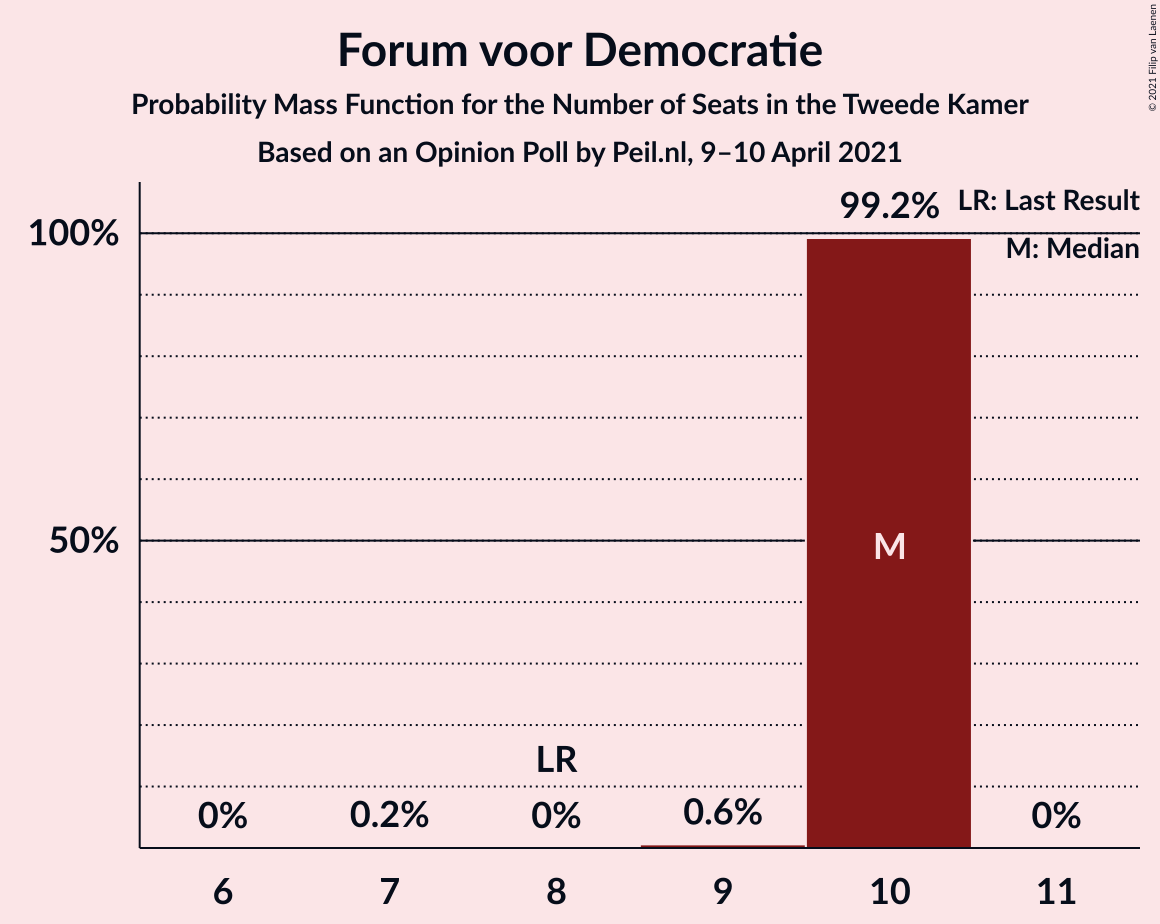 Forum voor Democratie
Probability Mass Function for the Number of Seats in the Tweede Kamer
Based on an Opinion Poll by Peil.nl, 9–10 April 2021
© 2021 Filip van Laenen
99.2%
LR: Last Result
M: Median
100%
50%
M
LR
0%
0.2%
0%
0.6%
0%
6 7 8 9 10 11